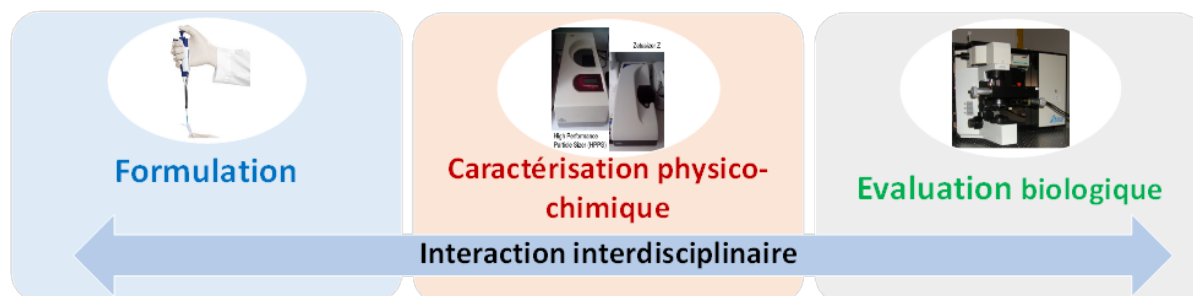 Zetasizer Z
High Performance
Particle Sizer (HPPS)
Formulation
Caractérisation physico-
chimique
Evaluation biologique
Interaction interdisciplinaire